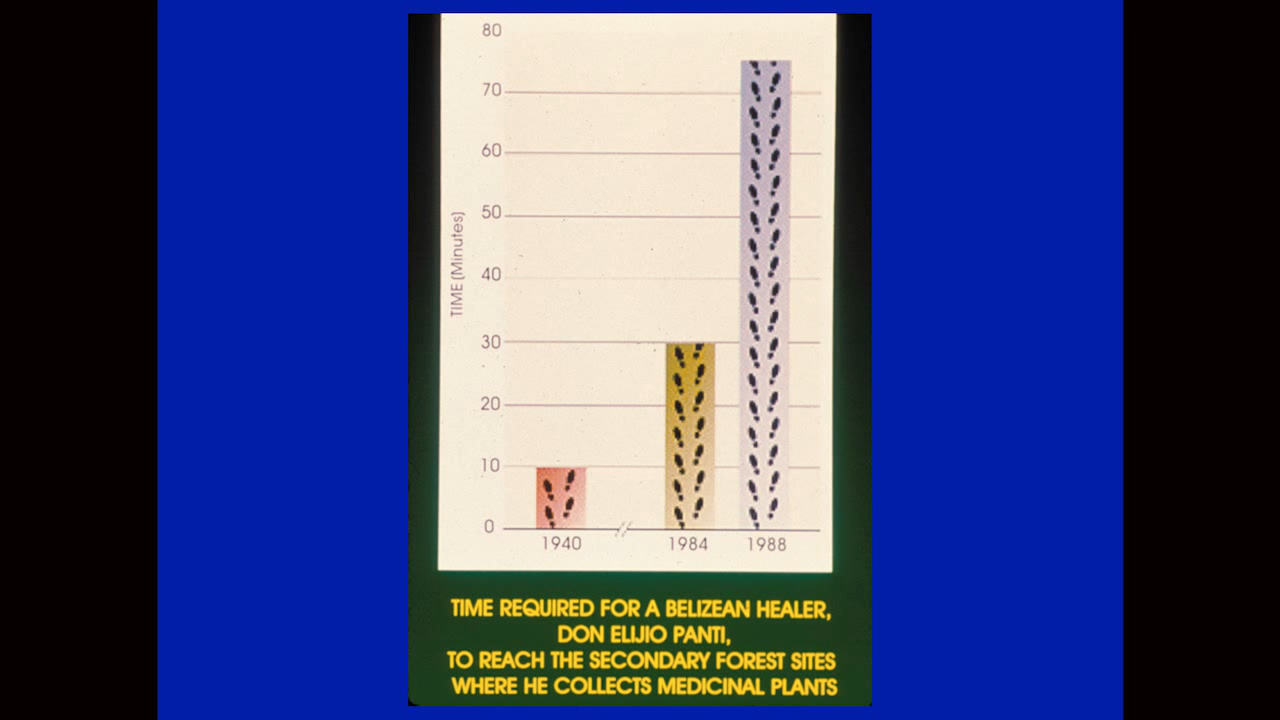 80
70
60
50
40
30
20
10
0
TIME (Minutes)
1940 // 1984 1988
TIME REQUIRED FOR A BELIZEAN HEALER,
DON ELIJIO PANTI,
TO REACH THE SECONDARY FOREST SITES
WHERE HE COLLECTS MEDICINAL PLANTS